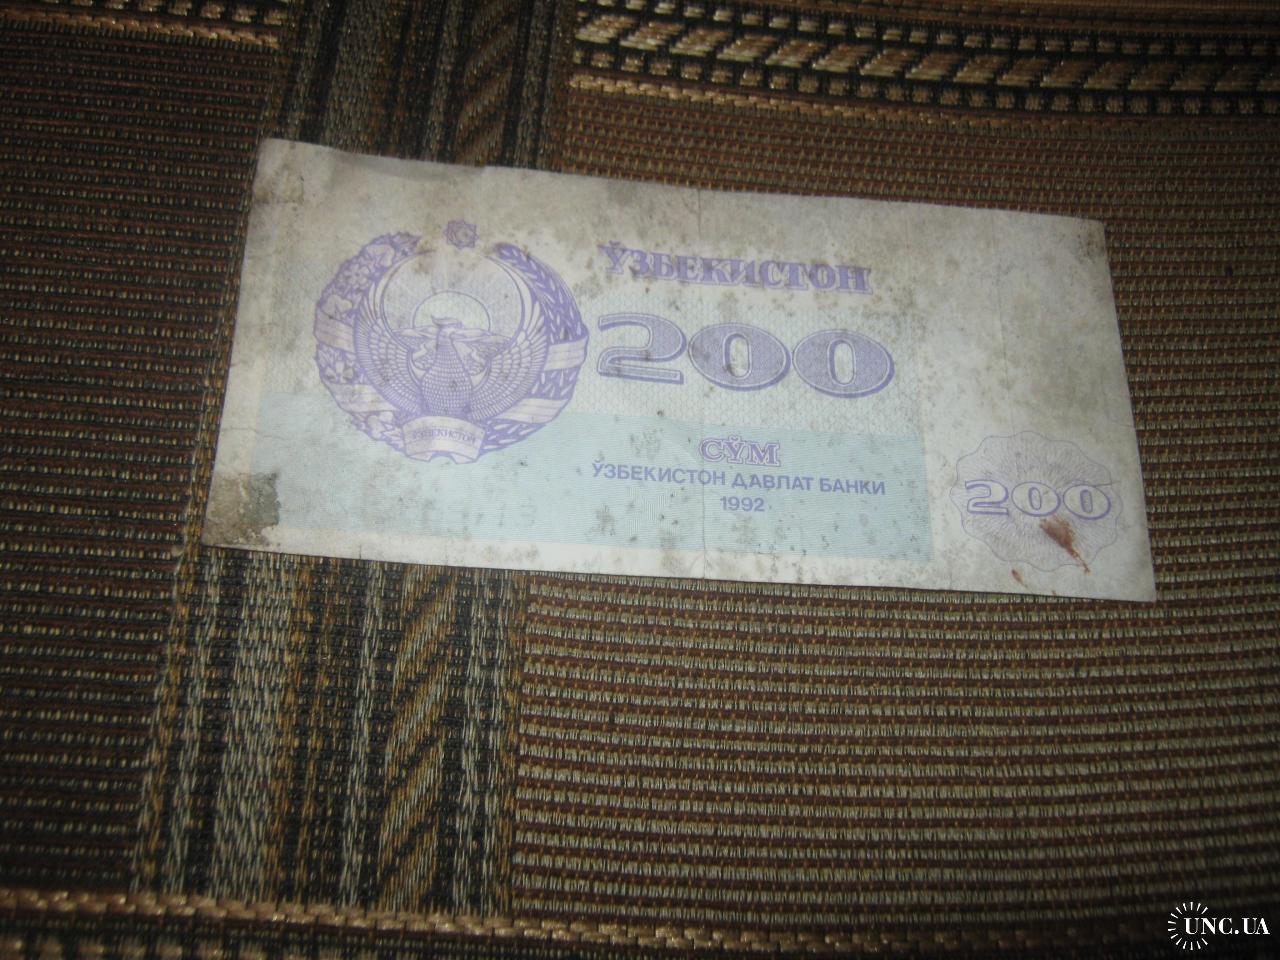 ЎЗБЕКИСТОН
200
СЎМ
ЎЗБЕКИСТОН ДАВЛАТ БАНКИ
1992
ЎЗБЕКИСТОН
200
UNC.UA